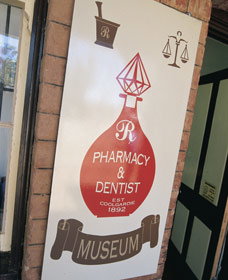 R
R
PHARMACY
&
DENTIST
EST
COOLGARDIE
1892
MUSEUM